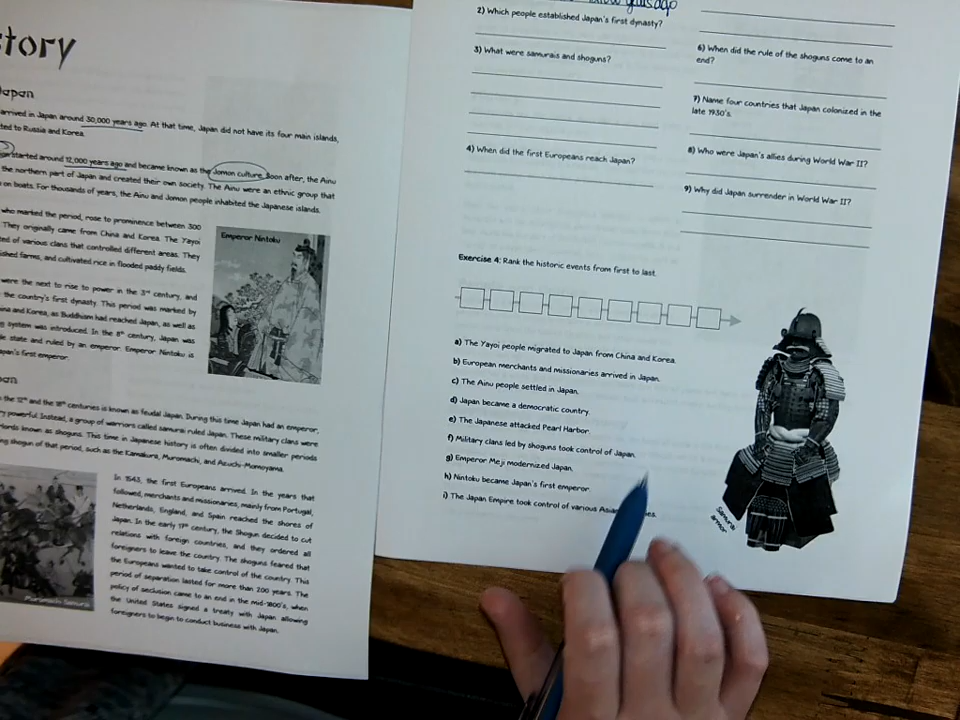 story
Japan
arrived in Japan around 30,000 years ago. At that time, Japan did not have its four main islands,
ted to Russia and Korea.
started around 12,000 years ago and became known as the Jomon culture. Soon after, the Ainu
the northern part of Japan and created their own society. The Ainu were an ethnic group that
on boats. For thousands of years, the Ainu and Jomon people inhabited the Japanese islands.
who marked the period, rose to prominence between 300
They originally came from China and Korea. The Yayoi
ed of various clans that controlled different areas. They
ished farms, and cultivated rice in flooded paddy fields.
Emperor Nintoku
were the next to rise to power in the 3rd century, and
the country's first dynasty. This period was marked by
na and Korea, as Buddhism had reached Japan, as well as
g system was introduced. In the 8th century, Japan was
le state and ruled by an emperor. Emperor Nintoku is
apan's first emperor.
pan
the 12th and the 18th centuries is known as feudal Japan. During this time Japan had an emperor,
ry powerful. Instead, a group of warriors called samurai ruled Japan. These military clans were
rlords known as shoguns. This time in Japanese history is often divided into smaller periods
ing shogun of that period, such as the Kamakura, Muromachi, and Azuchi-Momoyama.
In 1543, the first Europeans arrived. In the years that
followed, merchants and missionaries, mainly from Portugal,
Netherlands, England, and Spain reached the shores of
Japan. In the early 17th century, the Shogun decided to cut
relations with foreign countries, and they ordered all
foreigners to leave the country. The shoguns feared that
the Europeans wanted to take control of the country. This
period of separation lasted for more than 200 years. The
policy of seclusion came to an end in the mid-1800's, when
the United States signed a treaty with Japan allowing
foreigners to begin to conduct business with Japan.
years ago
2) Which people established Japan's first dynasty?
3) What were samurais and shoguns?
4) When did the first Europeans reach Japan?
6) When did the rule of the shoguns come to an
end?
7) Name four countries that Japan colonized in the
late 1930's.
8) Who were Japan's allies during World War II?
9) Why did Japan surrender in World War II?
Exercise 4: Rank the historic events from first to last.
a) The Yayoi people migrated to Japan from China and Korea.
b) European merchants and missionaries arrived in Japan.
c) The Ainu people settled in Japan.
d) Japan became a democratic country.
e) The Japanese attacked Pearl Harbor.
f) Military clans led by shoguns took control of Japan.
g) Emperor Meji modernized Japan.
h) Nintoku became Japan's first emperor.
i) The Japan Empire took control of various Asian
Samurai
armor